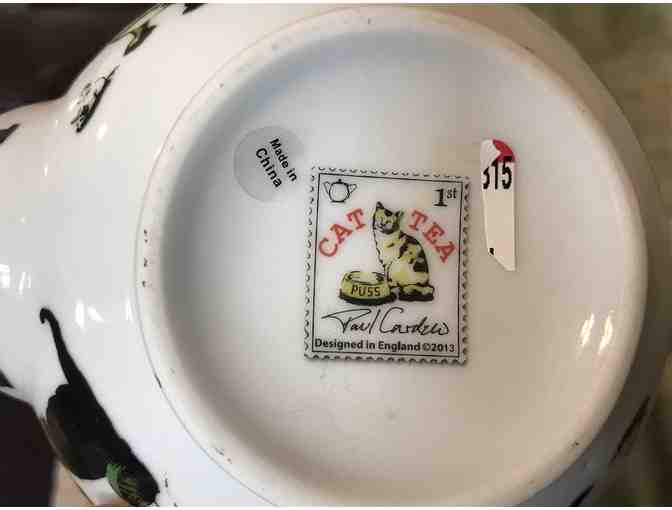 Made in
China
1st
CAT TEA
PUSS
Paul Cardew
Designed in England ©2013
315